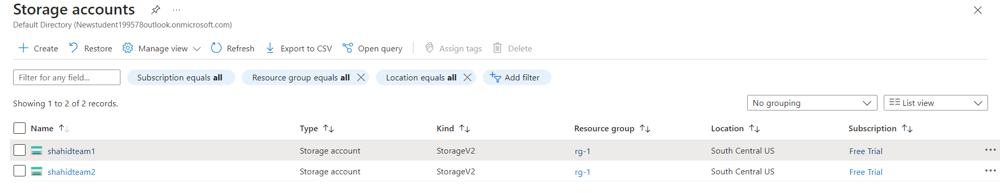 Storage accounts
Default Directory (Newstudent199578outlook.onmicrosoft.com)
Create Restore Manage view Refresh Export to CSV Open query Assign tags Delete
Filter for any field... Subscription equals all Resource group equals all Location equals all Add filter
Showing 1 to 2 of 2 records. No grouping List view
Name Type Kind Resource group Location Subscription
shahidteam1 Storage account StorageV2 rg-1 South Central US Free Trial
shahidteam2 Storage account StorageV2 rg-1 South Central US Free Trial